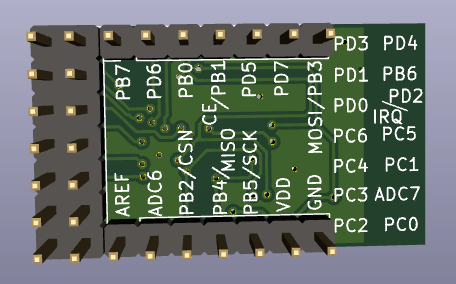 PB7 PD6 PB0 CE/PB1 PD5 PD7 MOSI/PB3
AREF ADC6 PB2/CSN PB4/MISO PB5/SCK VDD GND
PD3 PD4
PD1 PB6
PD0 IRQ/PD2
PC6 PC5
PC4 PC1
PC3 ADC7
PC2 PC0